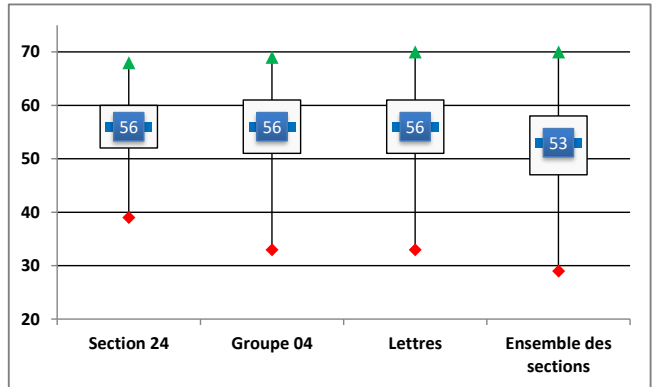 70
60
50
40
30
20
56
56
56
53
Section 24
Groupe 04
Lettres
Ensemble des
sections